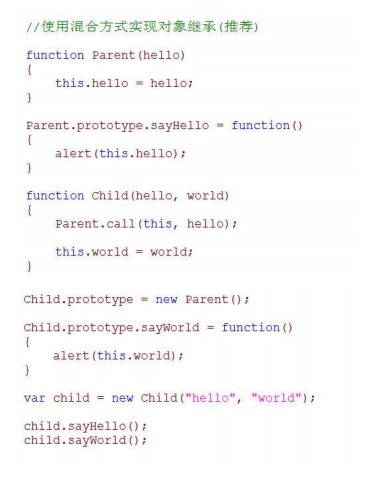 //使用混合方式实现对象继承(推荐)
function Parent(hello)
{
this.hello = hello;
}
Parent.prototype.sayHello = function()
{
alert(this.hello);
}
function Child(hello, world)
{
Parent.call(this, hello);
this.world = world;
}
Child.prototype = new Parent();
Child.prototype.sayWorld = function()
{
alert(this.world);
}
var child = new Child("hello", "world");
child.sayHello();
child.sayWorld();